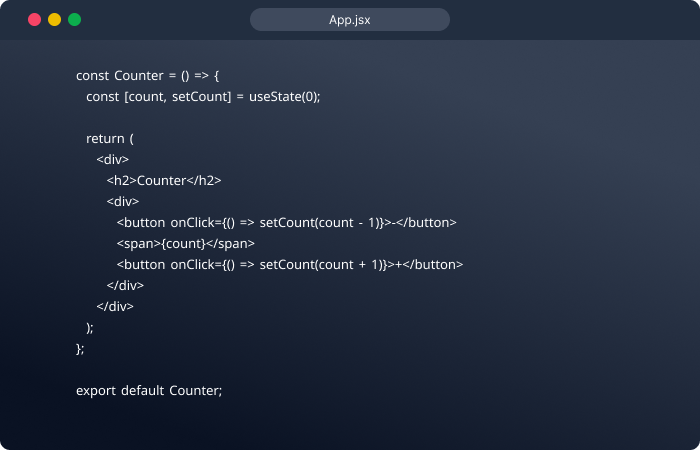 App.jsx
const Counter = () => {
const [count, setCount] = useState(0);
return (
<div>
<h2>Counter</h2>
<div>
<button onClick={() => setCount(count - 1)}>-</button>
<span>{count}</span>
<button onClick={() => setCount(count + 1)}>+</button>
</div>
</div>
);
};
export default Counter;